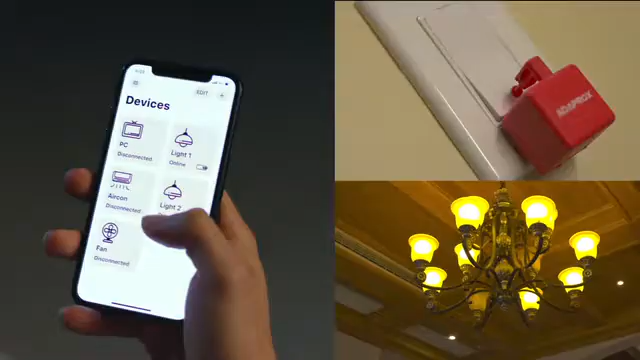 EDIT
+
Devices
PC
Disconnected
Light 1
Online
Aircon
Disconnected
Light 2
Fan
Disconnected
ADAPROX